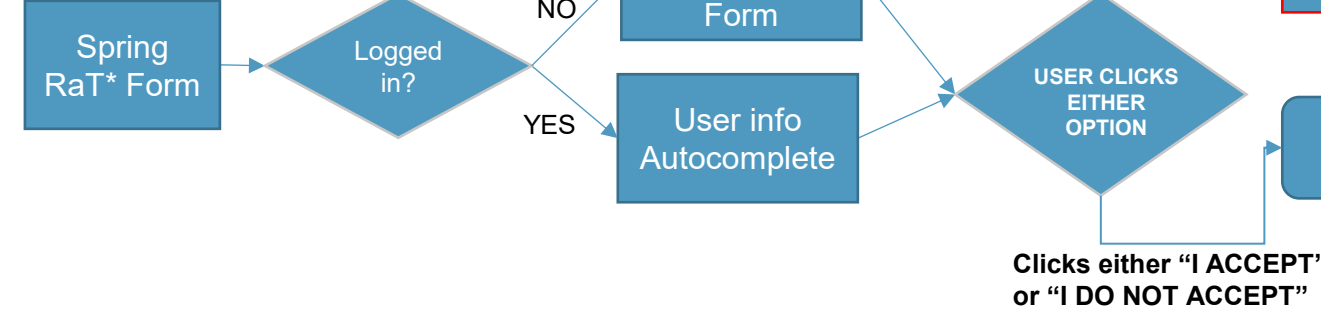 NO
Form
Spring
RaT* Form
Logged
in?
USER CLICKS
EITHER
OPTION
YES
User info
Autocomplete
Clicks either “I ACCEPT”
or “I DO NOT ACCEPT”